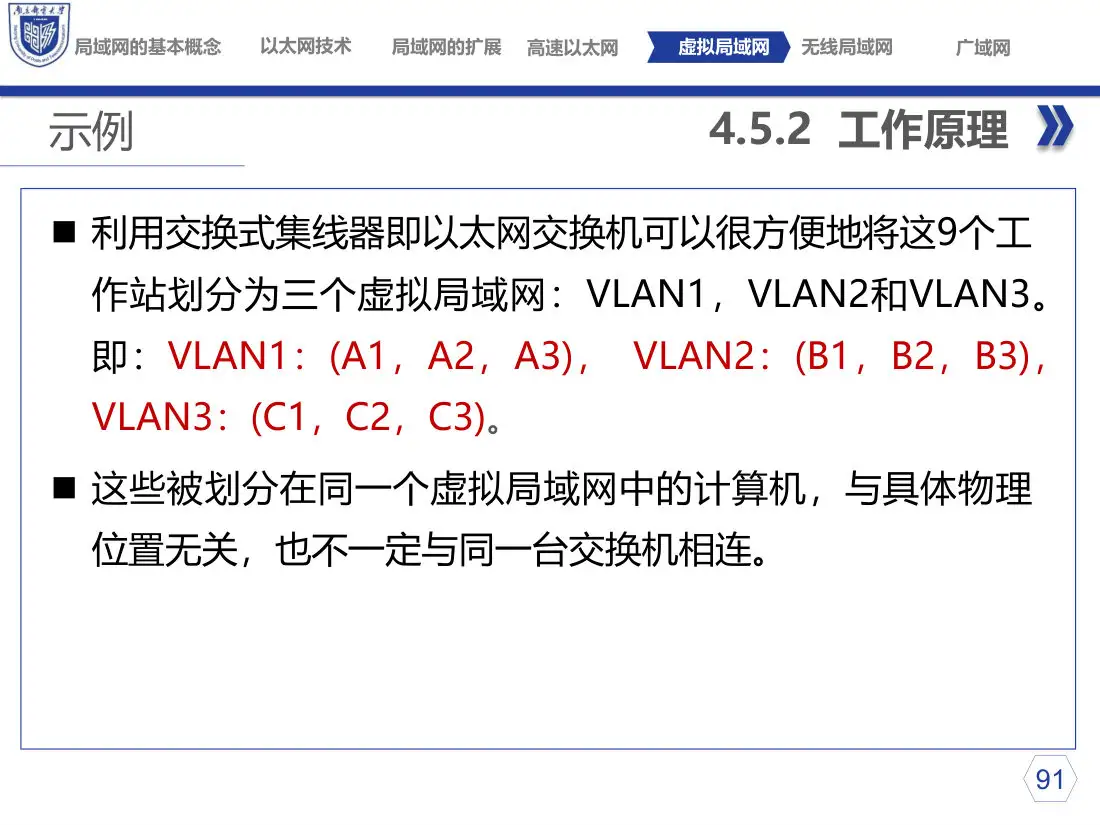 南京邮电大学
局域网的基本概念 以太网技术 局域网的扩展 高速以太网 虚拟局域网 无线局域网 广域网
示例
4.5.2 工作原理
■ 利用交换式集线器即以太网交换机可以很方便地将这9个工
作站划分为三个虚拟局域网：VLAN1，VLAN2和VLAN3。
即：VLAN1：(A1，A2，A3)， VLAN2：(B1，B2，B3)，
VLAN3：(C1，C2，C3)。
■ 这些被划分在同一个虚拟局域网中的计算机，与具体物理
位置无关，也不一定与同一台交换机相连。
91